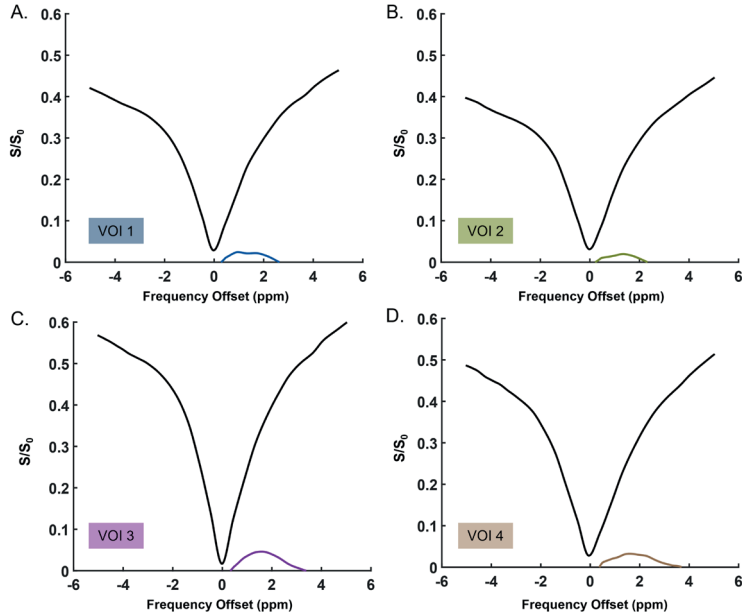 A.
0.6
0.5
0.4
0.3
0.2
0.1
0
S/S0
VOI 1
-6 -4 -2 0 2 4 6
Frequency Offset (ppm)
B.
0.6
0.5
0.4
0.3
0.2
0.1
0
S/S0
VOI 2
-6 -4 -2 0 2 4 6
Frequency Offset (ppm)
C.
0.6
0.5
0.4
0.3
0.2
0.1
0
S/S0
VOI 3
-6 -4 -2 0 2 4 6
Frequency Offset (ppm)
D.
0.6
0.5
0.4
0.3
0.2
0.1
0
S/S0
VOI 4
-6 -4 -2 0 2 4 6
Frequency Offset (ppm)